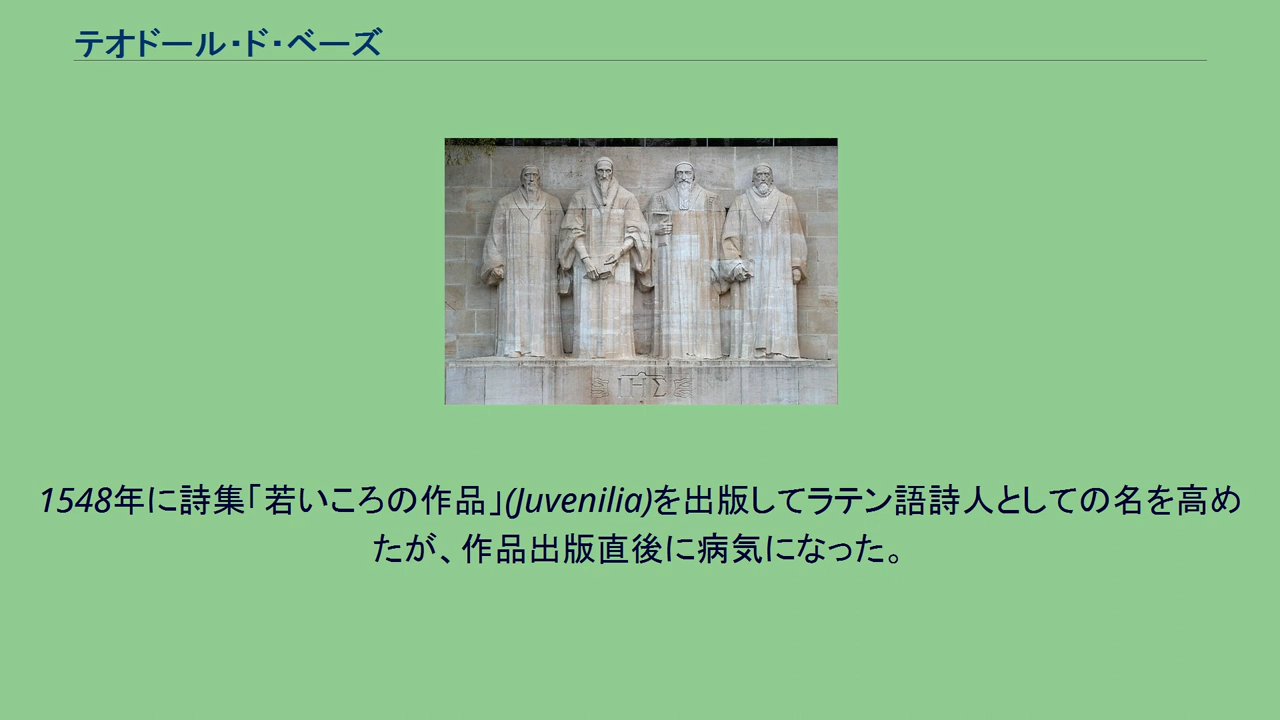 テオドール・ド・ベーズ
ΙΗΣ
1548年に詩集「若いころの作品」(Juvenilia)を出版してラテン語詩人としての名を高め
たが、作品出版直後に病気になった。